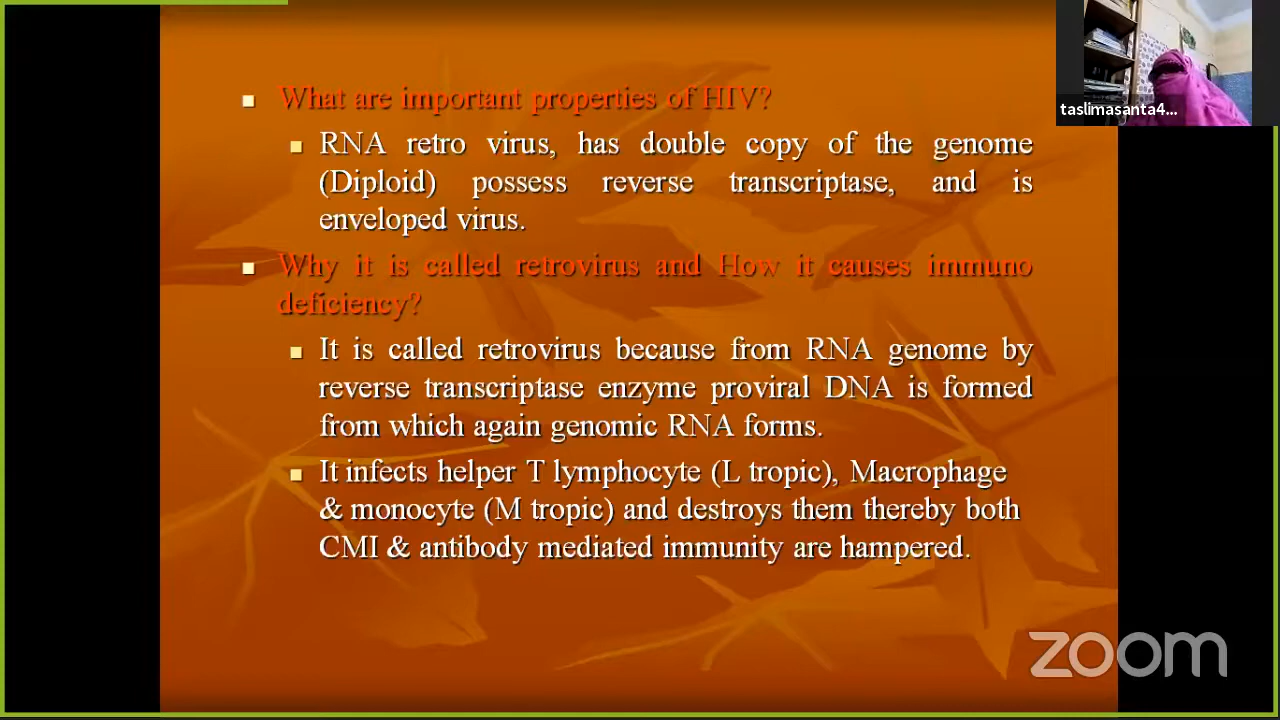 What are important properties of HIV?
RNA retro virus, has double copy of the genome
(Diploid) possess reverse transcriptase, and is
enveloped virus.
Why it is called retrovirus and How it causes immuno
deficiency?
It is called retrovirus because from RNA genome by
reverse transcriptase enzyme proviral DNA is formed
from which again genomic RNA forms.
It infects helper T lymphocyte (L tropic), Macrophage
& monocyte (M tropic) and destroys them thereby both
CMI & antibody mediated immunity are hampered.
taslimasanta4...
zoom